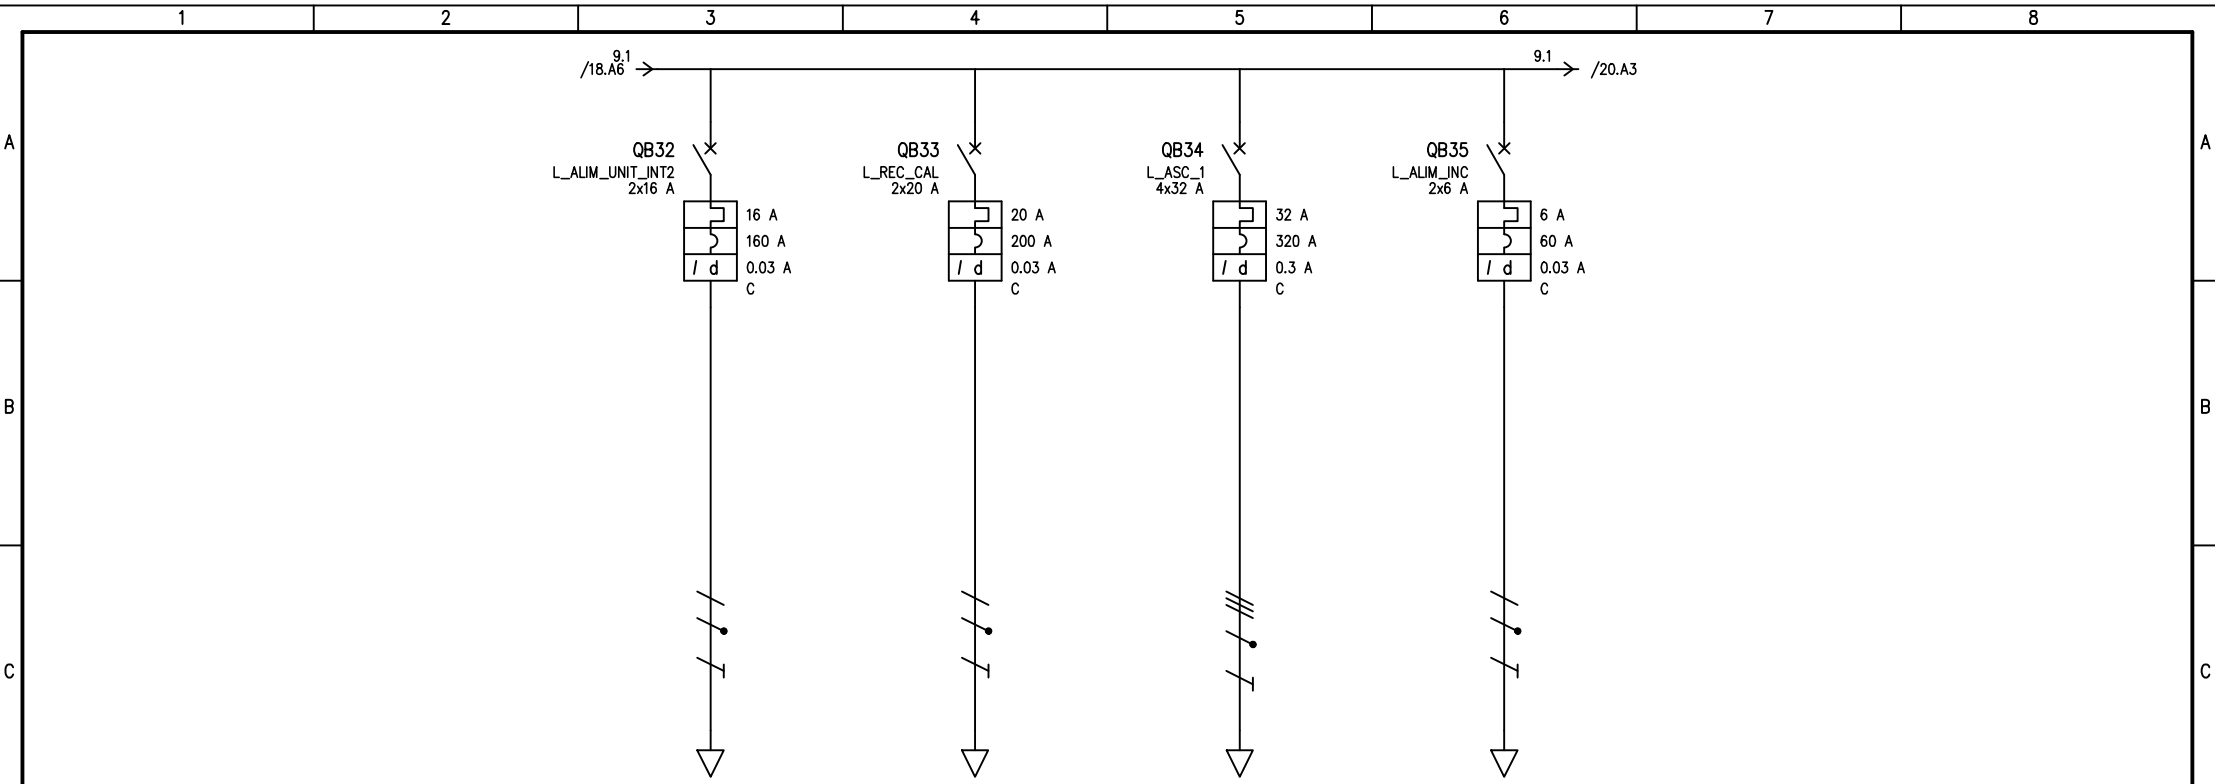 1 2 3 4 5 6 7 8
9.1 9.1
/18.A6 /20.A3
A A
QB32 QB33 QB34 QB35
L_ALIM_UNIT_INT2 L_REC_CAL L_ASC_1 L_ALIM_INC
2x16 A 2x20 A 4x32 A 2x6 A
16 A 20 A 32 A 6 A
160 A 200 A 320 A 60 A
I d 0.03 A I d 0.03 A I d 0.3 A I d 0.03 A
C C C C
B B
C C